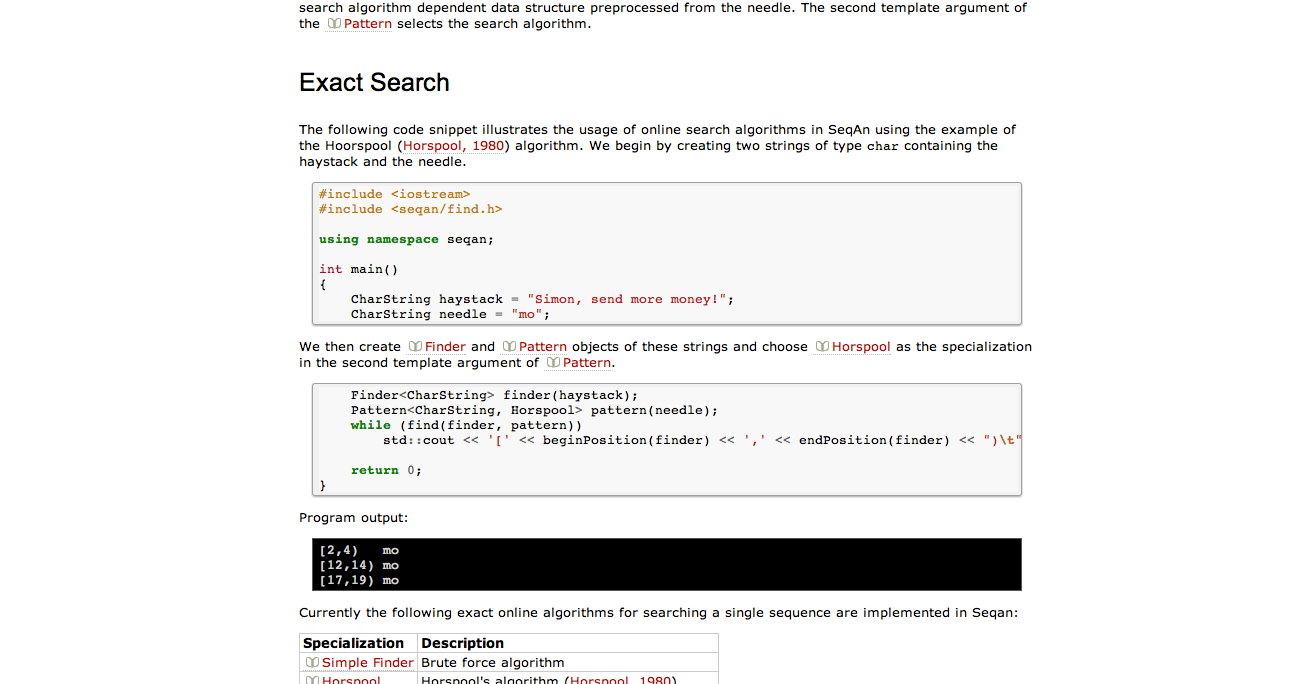 search algorithm dependent data structure preprocessed from the needle. The second template argument of
the Pattern selects the search algorithm.
Exact Search
The following code snippet illustrates the usage of online search algorithms in SeqAn using the example of
the Hoorspool (Horspool, 1980) algorithm. We begin by creating two strings of type char containing the
haystack and the needle.
#include <iostream>
#include <seqan/find.h>
using namespace seqan;
int main()
{
    CharString haystack = "Simon, send more money!";
    CharString needle = "mo";
We then create Finder and Pattern objects of these strings and choose Horspool as the specialization
in the second template argument of Pattern.
    Finder<CharString> finder(haystack);
    Pattern<CharString, Horspool> pattern(needle);
    while (find(finder, pattern))
        std::cout << '[' << beginPosition(finder) << ',' << endPosition(finder) << ")\t"
    return 0;
}
Program output:
[2,4)   mo
[12,14) mo
[17,19) mo
Currently the following exact online algorithms for searching a single sequence are implemented in Seqan:
Specialization Description
Simple Finder Brute force algorithm
Horspool Horspool's algorithm (Horspool, 1980)